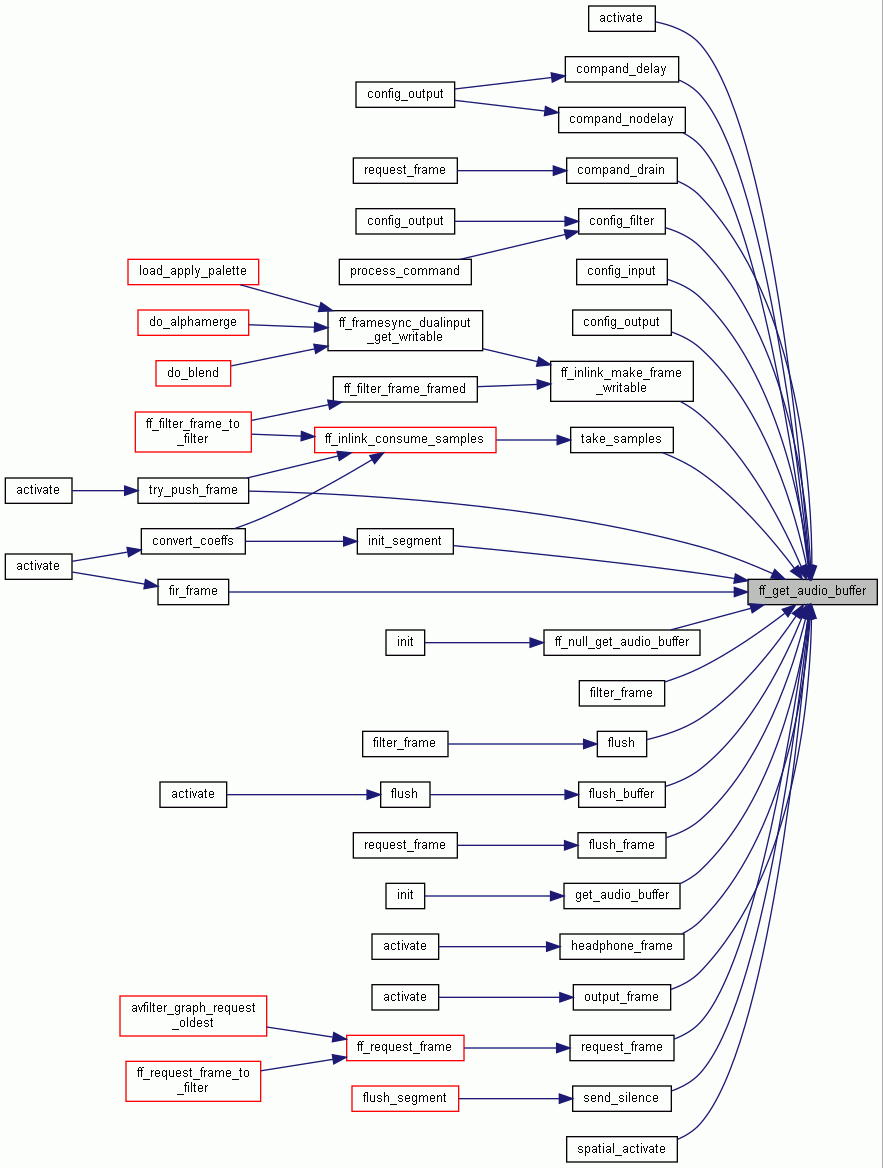 activate
compand_delay
config_output
compand_nodelay
request_frame
compand_drain
config_output
config_filter
process_command
config_input
load_apply_palette
do_alphamerge
ff_framesync_dualinput
_get_writable
config_output
do_blend
ff_filter_frame_framed
ff_inlink_make_frame
_writable
ff_filter_frame_to
_filter
ff_inlink_consume_samples
take_samples
activate
try_push_frame
convert_coeffs
init_segment
activate
fir_frame
ff_get_audio_buffer
init
ff_null_get_audio_buffer
filter_frame
filter_frame
flush
activate
flush
flush_buffer
request_frame
flush_frame
init
get_audio_buffer
activate
headphone_frame
activate
output_frame
avfilter_graph_request
_oldest
ff_request_frame
request_frame
ff_request_frame_to
_filter
flush_segment
send_silence
spatial_activate